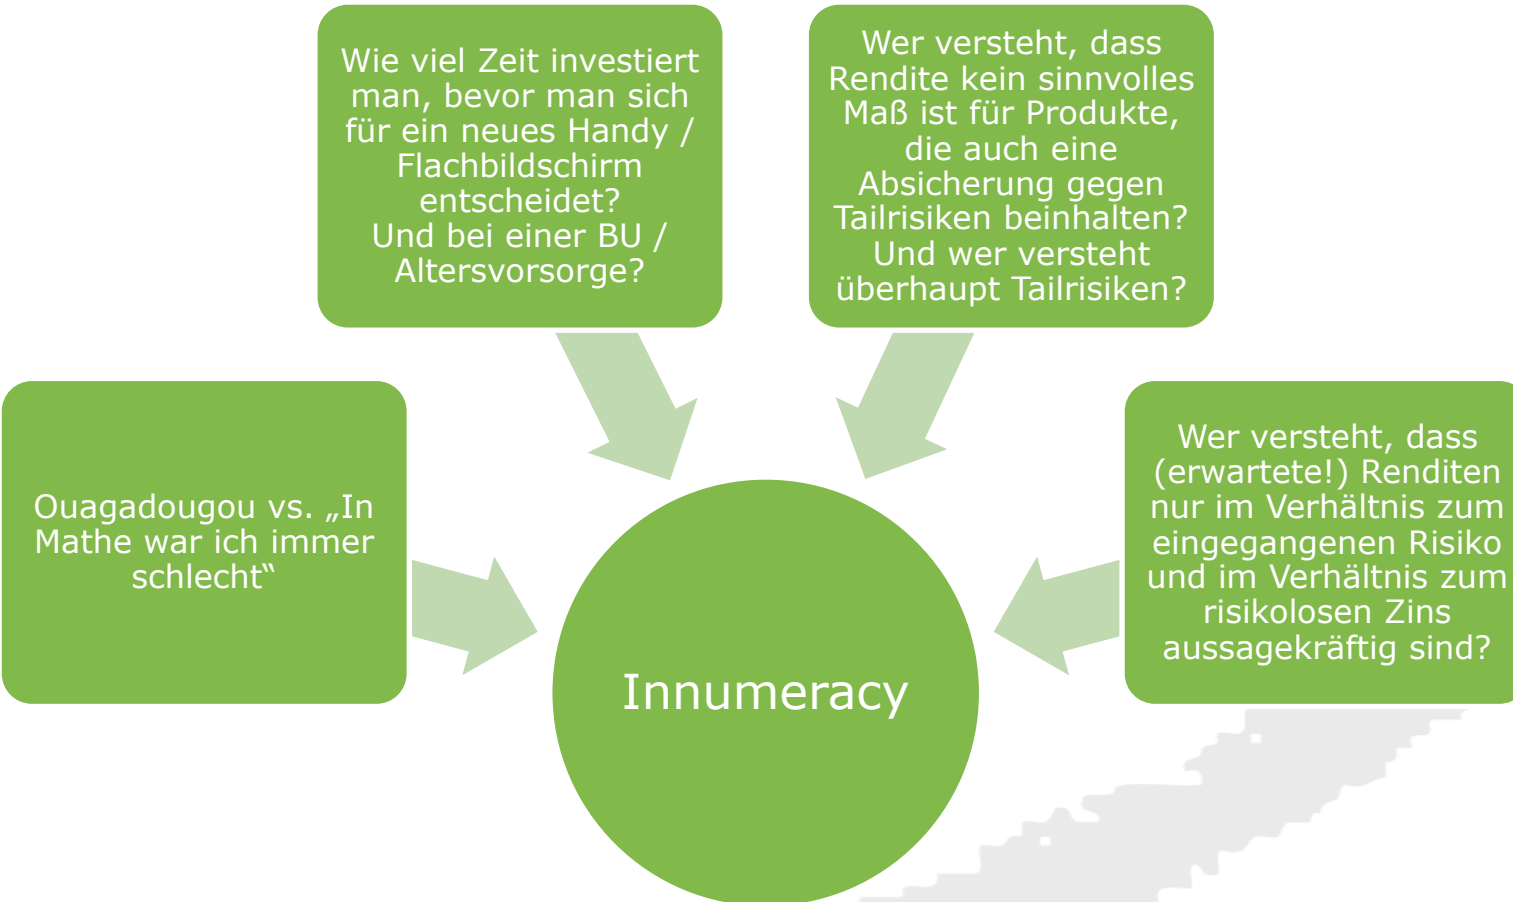 Wie viel Zeit investiert
man, bevor man sich
für ein neues Handy /
Flachbildschirm
entscheidet?
Und bei einer BU /
Altersvorsorge?
Wer versteht, dass
Rendite kein sinnvolles
Maß ist für Produkte,
die auch eine
Absicherung gegen
Tailrisiken beinhalten?
Und wer versteht
überhaupt Tailrisiken?
Ouagadougou vs. „In
Mathe war ich immer
schlecht“
Wer versteht, dass
(erwartete!) Renditen
nur im Verhältnis zum
eingegangenen Risiko
und im Verhältnis zum
risikolosen Zins
aussagekräftig sind?
Innumeracy